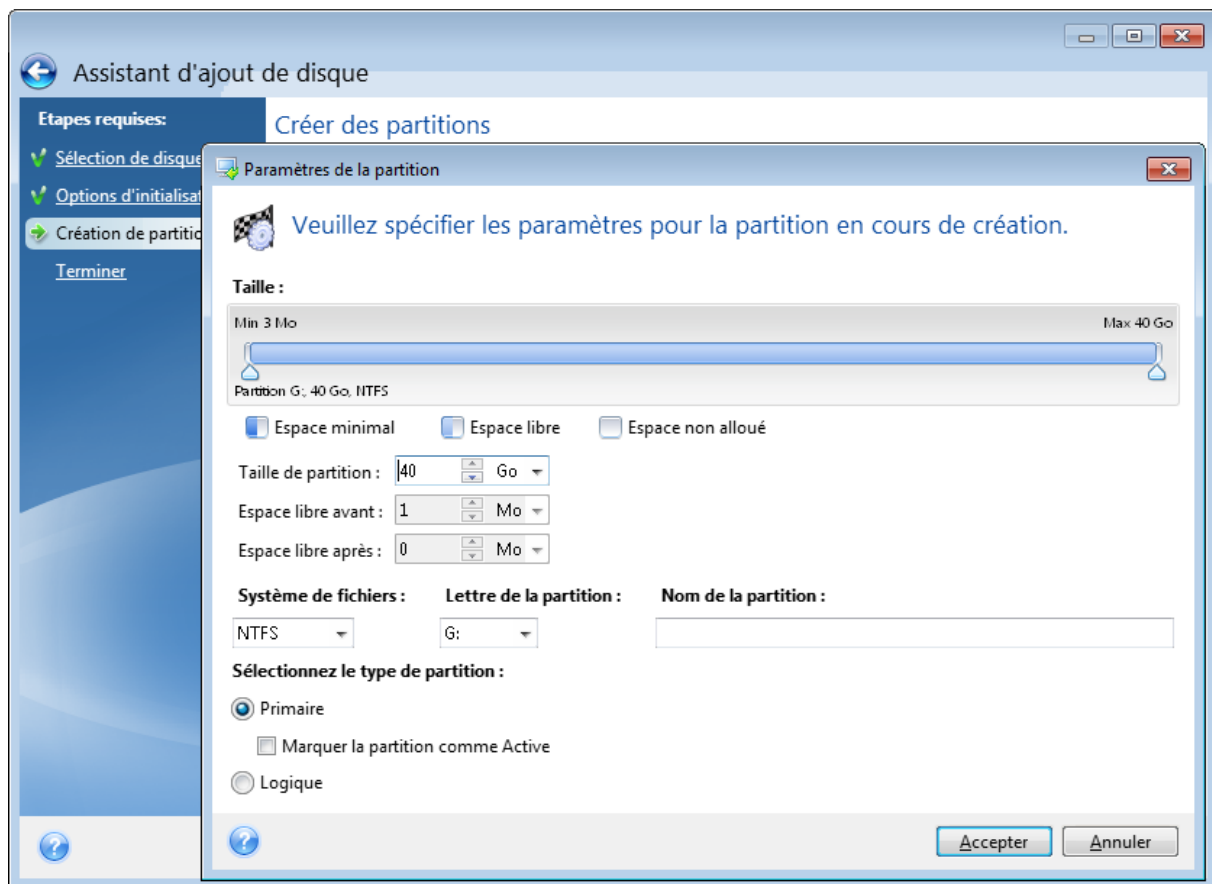 Assistant d'ajout de disque
Etapes requises:
Sélection de disque
Options d'initialisat
Création de partitic
Terminer
Créer des partitions
Paramètres de la partition
Veuillez spécifier les paramètres pour la partition en cours de création.
Taille :
Min 3 Mo Max 40 Go
Partition G:, 40 Go, NTFS
Espace minimal Espace libre Espace non alloué
Taille de partition : 40 Go
Espace libre avant : 1 Mo
Espace libre après : 0 Mo
Système de fichiers : Lettre de la partition : Nom de la partition :
NTFS G:
Sélectionnez le type de partition :
Primaire
Marquer la partition comme Active
Logique
Accepter Annuler